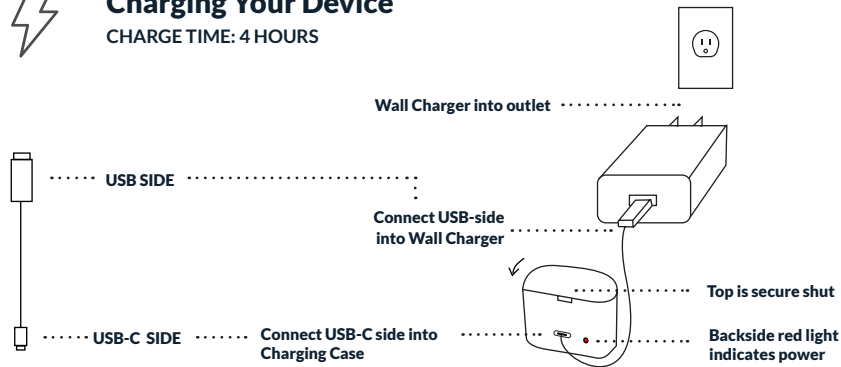 Charging Your Device
CHARGE TIME: 4 HOURS
Wall Charger into outlet
USB SIDE
Connect USB-side
into Wall Charger
Top is secure shut
USB-C SIDE
Connect USB-C side into
Charging Case
Backside red light
indicates power